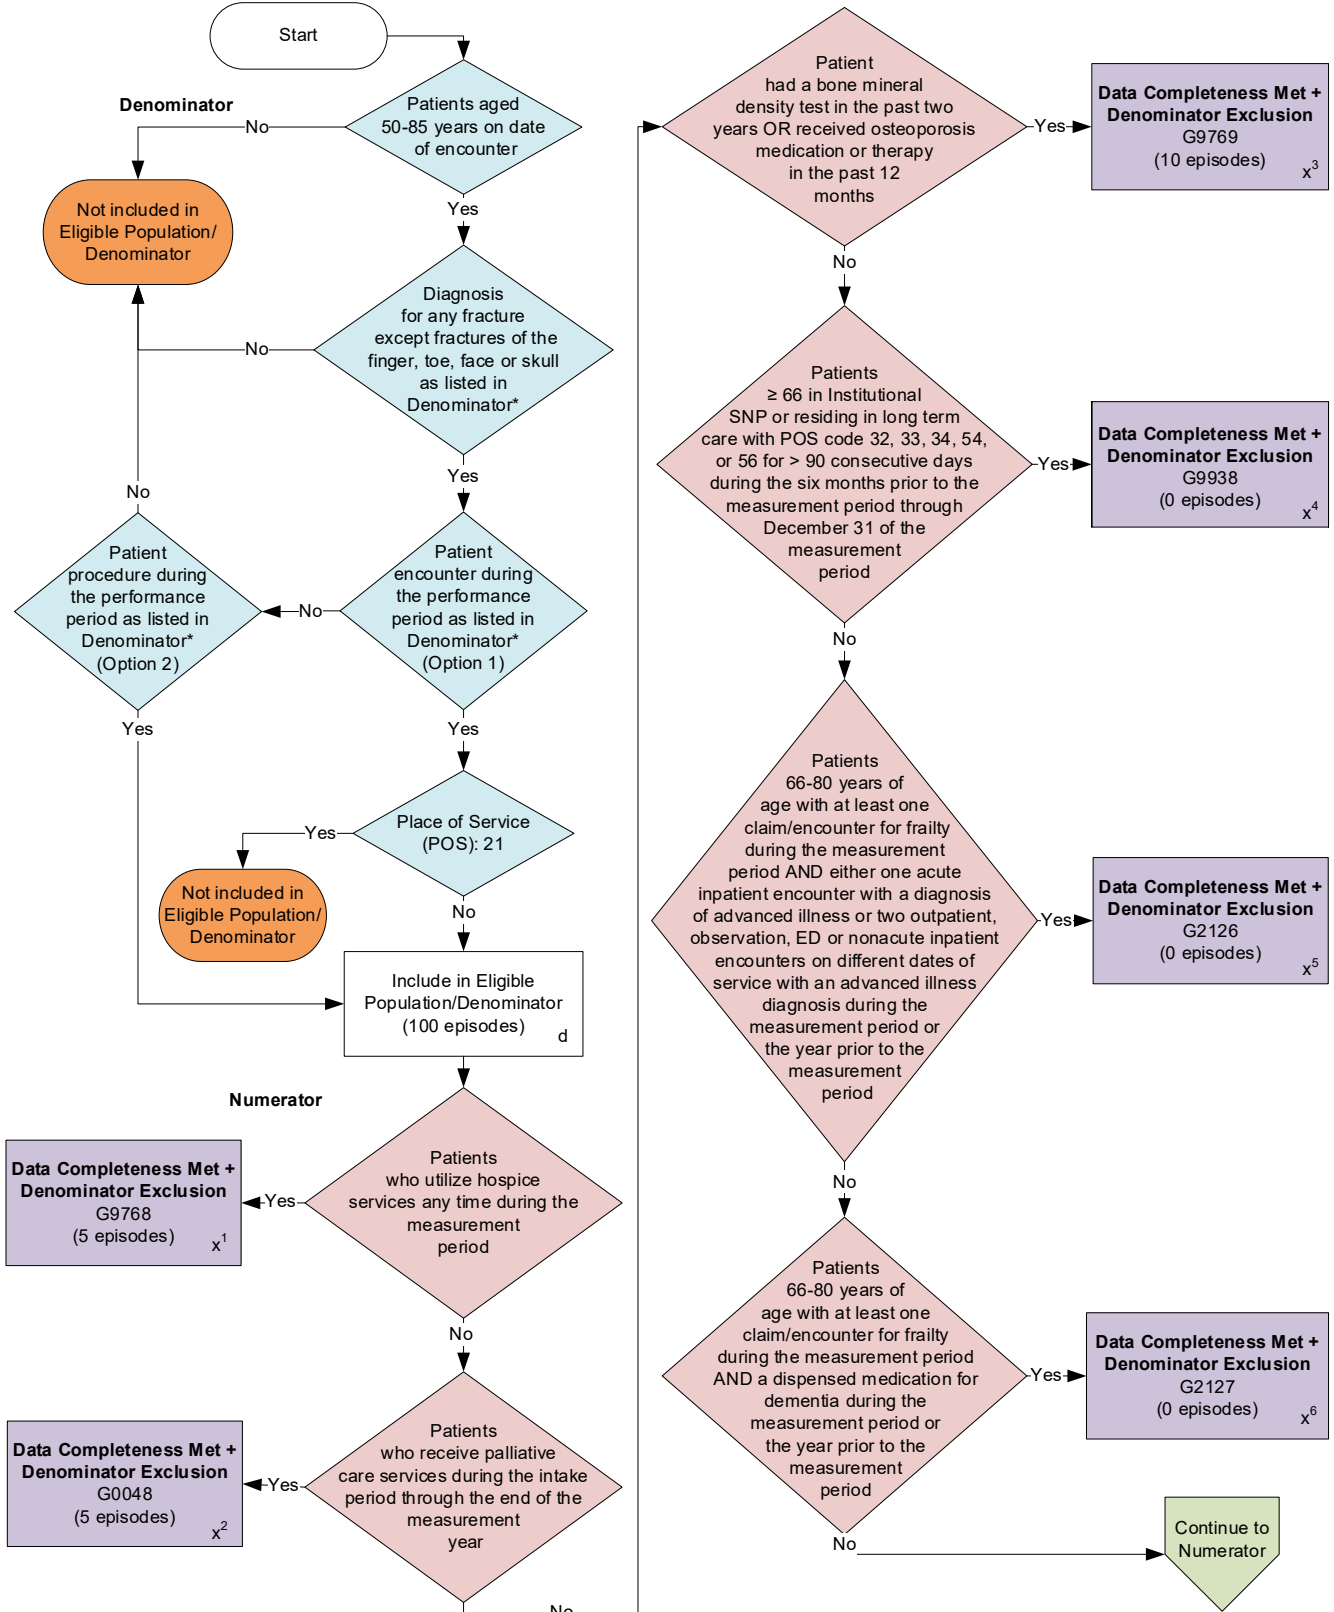 Start
Denominator
Patients aged
50-85 years on date
of encounter
No
Not included in
Eligible Population/
Denominator
Yes
Diagnosis
for any fracture
except fractures of the
finger, toe, face or skull
as listed in
Denominator*
No
Yes
No
Patient
procedure during
the performance
period as listed in
Denominator*
(Option 2)
No
Patient
encounter during
the performance
period as listed in
Denominator*
(Option 1)
Yes
Yes
Place of Service
(POS): 21
Yes
Not included in
Eligible Population/
Denominator
No
Include in Eligible
Population/Denominator
(100 episodes)
d
Numerator
Patients
who utilize hospice
services any time during the
measurement
period
Yes
Data Completeness Met +
Denominator Exclusion
G9768
(5 episodes)
x1
No
Patients
who receive palliative
care services during the intake
period through the end of the
measurement
year
Yes
Data Completeness Met +
Denominator Exclusion
G0048
(5 episodes)
x2
No
Patient
had a bone mineral
density test in the past two
years OR received osteoporosis
medication or therapy
in the past 12
months
Yes
Data Completeness Met +
Denominator Exclusion
G9769
(10 episodes)
x3
No
Patients
≥ 66 in Institutional
SNP or residing in long term
care with POS code 32, 33, 34, 54,
or 56 for > 90 consecutive days
during the six months prior to the
measurement period through
December 31 of the
measurement
period
Yes
Data Completeness Met +
Denominator Exclusion
G9938
(0 episodes)
x4
No
Patients
66-80 years of
age with at least one
claim/encounter for frailty
during the measurement
period AND either one acute
inpatient encounter with a diagnosis
of advanced illness or two outpatient,
observation, ED or nonacute inpatient
encounters on different dates of
service with an advanced illness
diagnosis during the
measurement period or
the year prior to the
measurement
period
Yes
Data Completeness Met +
Denominator Exclusion
G2126
(0 episodes)
x5
No
Patients
66-80 years of
age with at least one
claim/encounter for frailty
during the measurement period
AND a dispensed medication for
dementia during the
measurement period or
the year prior to the
measurement
period
Yes
Data Completeness Met +
Denominator Exclusion
G2127
(0 episodes)
x6
No
Continue to
Numerator